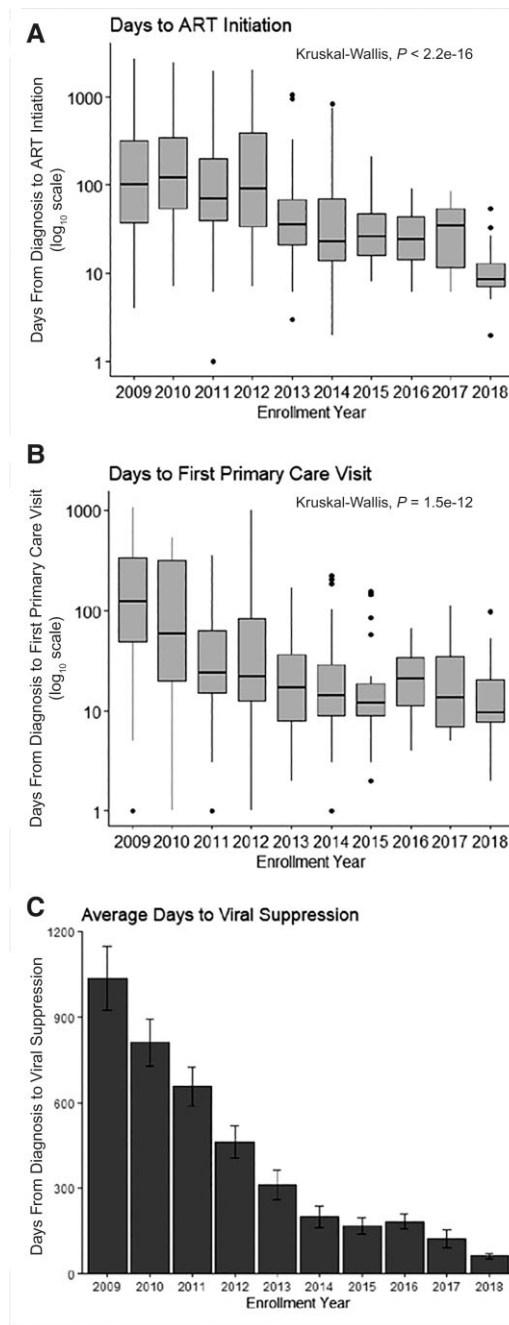 A
Days to ART Initiation
Kruskal-Wallis, P < 2.2e-16
Days From Diagnosis to ART Intiation
(log10 scale)
1000
100
10
1
2009 2010 2011 2012 2013 2014 2015 2016 2017 2018
Enrollment Year
B
Days to First Primary Care Visit
Kruskal-Wallis, P = 1.5e-12
Days From Diagnosis to First Primary Care Visit
(log10 scale)
1000
100
10
1
2009 2010 2011 2012 2013 2014 2015 2016 2017 2018
Enrollment Year
C
Average Days to Viral Suppression
Days From Diagnosis to Viral Suppression
1200
900
600
300
0
2009 2010 2011 2012 2013 2014 2015 2016 2017 2018
Enrollment Year